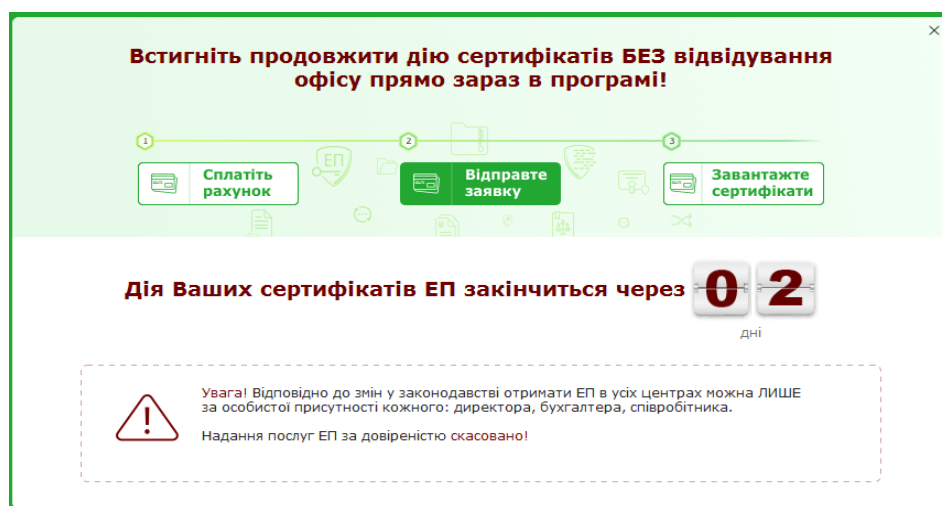 Встигніть продовжити дію сертифікатів БЕЗ відвідування
офісу прямо зараз в програмі!
1
2
3
ЕП
Сплатіть
рахунок
Відправте
заявку
Завантажте
сертифікати
Дія Ваших сертифікатів ЕП закінчиться через 02
дні
Увага! Відповідно до змін у законодавстві отримати ЕП в усіх центрах можна ЛИШЕ
за особистої присутності кожного: директора, бухгалтера, співробітника.
Надання послуг ЕП за довіреністю скасовано!